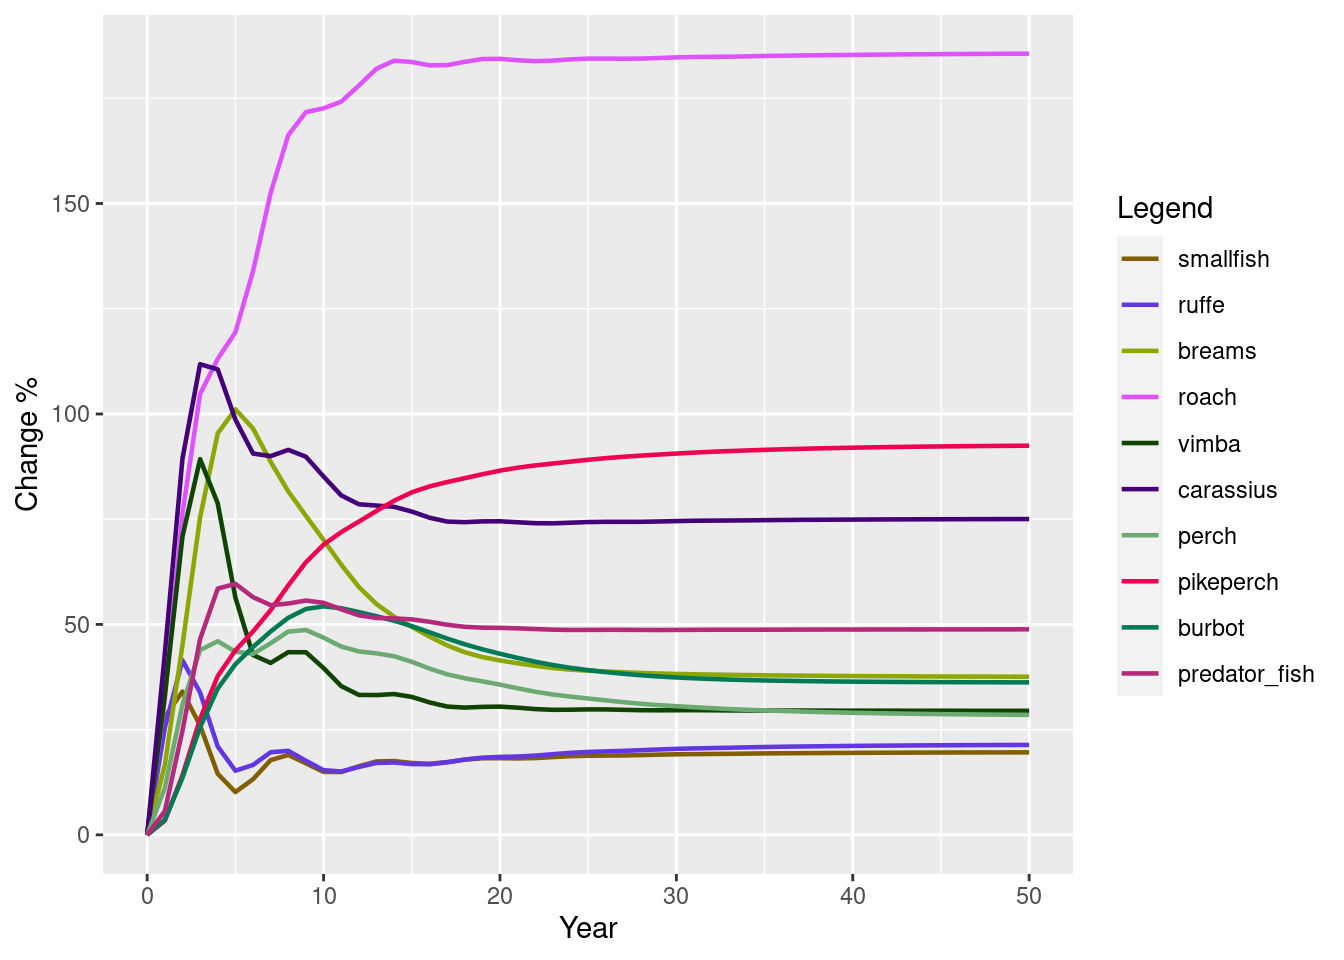 150
100
50
0
Change %
0 10 20 30 40 50
Year
Legend
smallfish
ruffe
breams
roach
vimba
carassius
perch
pikeperch
burbot
predator_fish